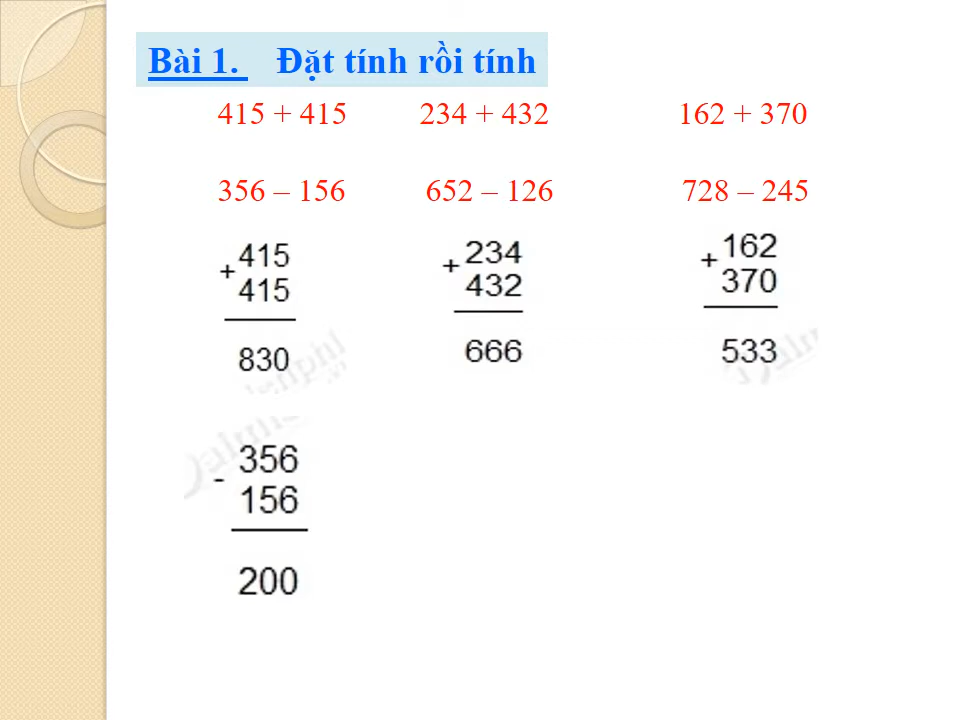 Bài 1. Đặt tính rồi tính
415 + 415 234 + 432 162 + 370
356 – 156 652 – 126 728 – 245
+ 415 + 234 + 162
415 432 370
830 666 533
- 356
156
200